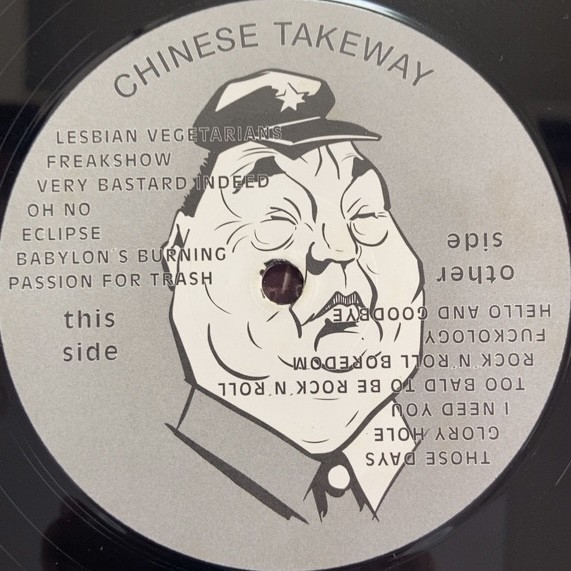 CHINESE TAKEWAY
LESBIAN VEGETARIANS
FREAKSHOW
VERY BASTARD INDEED
OH NO
ECLIPSE
BABYLON'S BURNING
PASSION FOR TRASH
this
side
THOSE DAYS
GLORY HOLE
I NEED YOU
TOO BALD TO BE ROCK'N'ROLL
ROCK'N'ROLL BOREDOM
FUCKOLOGY
HELLO AND GOODBYE
other
side